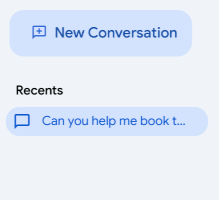 New Conversation
Recents
Can you help me book t...